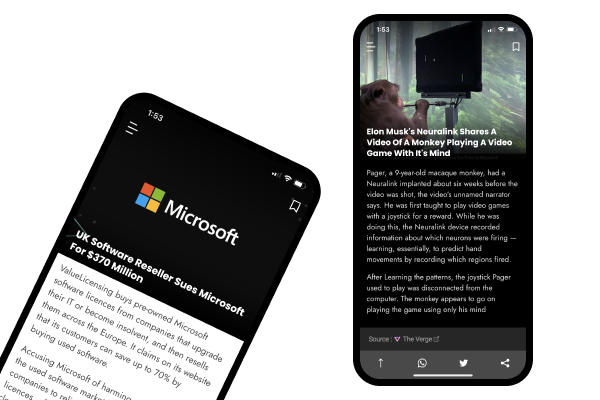 1:53
Microsoft
UK Software Reseller Sues Microsoft
For $370 Million
ValueLicensing buys pre-owned Microsoft
software licences from companies that upgrade
their IT or become insolvent, and then resells
them across the Europe. It claims on its website
that its customers can save up to 70% by
buying used software.
Accusing Microsoft of harming
the used software market
companies to
licences
1:53
Elon Musk's Neuralink Shares A
Video Of A Monkey Playing A Video
Game With It's Mind
Pager, a 9-year-old macaque monkey, had a
Neuralink implanted about six weeks before the
video was, the video's unnamed narrator
says. He was first taught to play video games
with a joystick for a reward. While he was
doing this, the Neuralink device recorded
information about which neurons were firing —
learning, essentially, to predict hand
movements by recording which regions fired.
After Learning the patterns, the joystick Pager
used to play was disconnected from the
computer. The monkey appears to go on
playing the game using only his mind
Source : The Verge